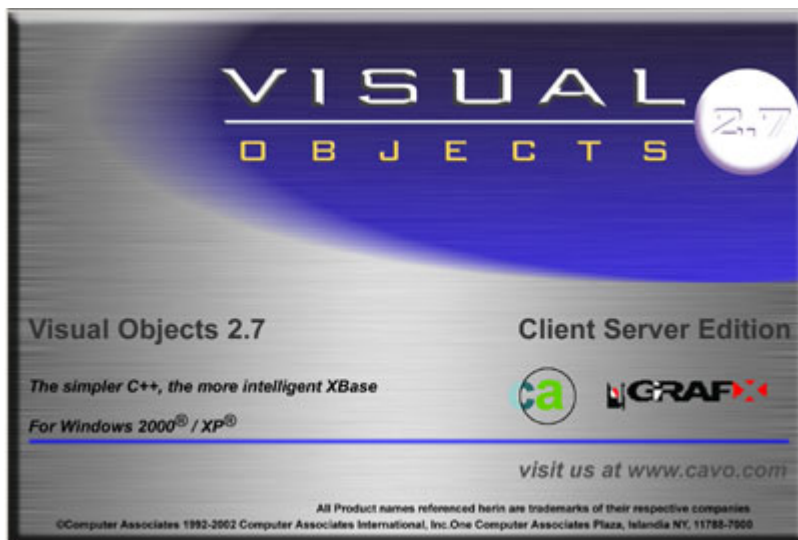 VISUAL 2.7
OBJECTS
Visual Objects 2.7
Client Server Edition
The simpler C++, the more intelligent XBase
ca GRAFX
For Windows 2000® / XP®
visit us at www.cavo.com
All Product names referenced herin are trademarks of their respective companies
©Computer Associates 1992-2002 Computer Associates International, Inc.One Computer Associates Plaza, Islandia NY, 11788-7000